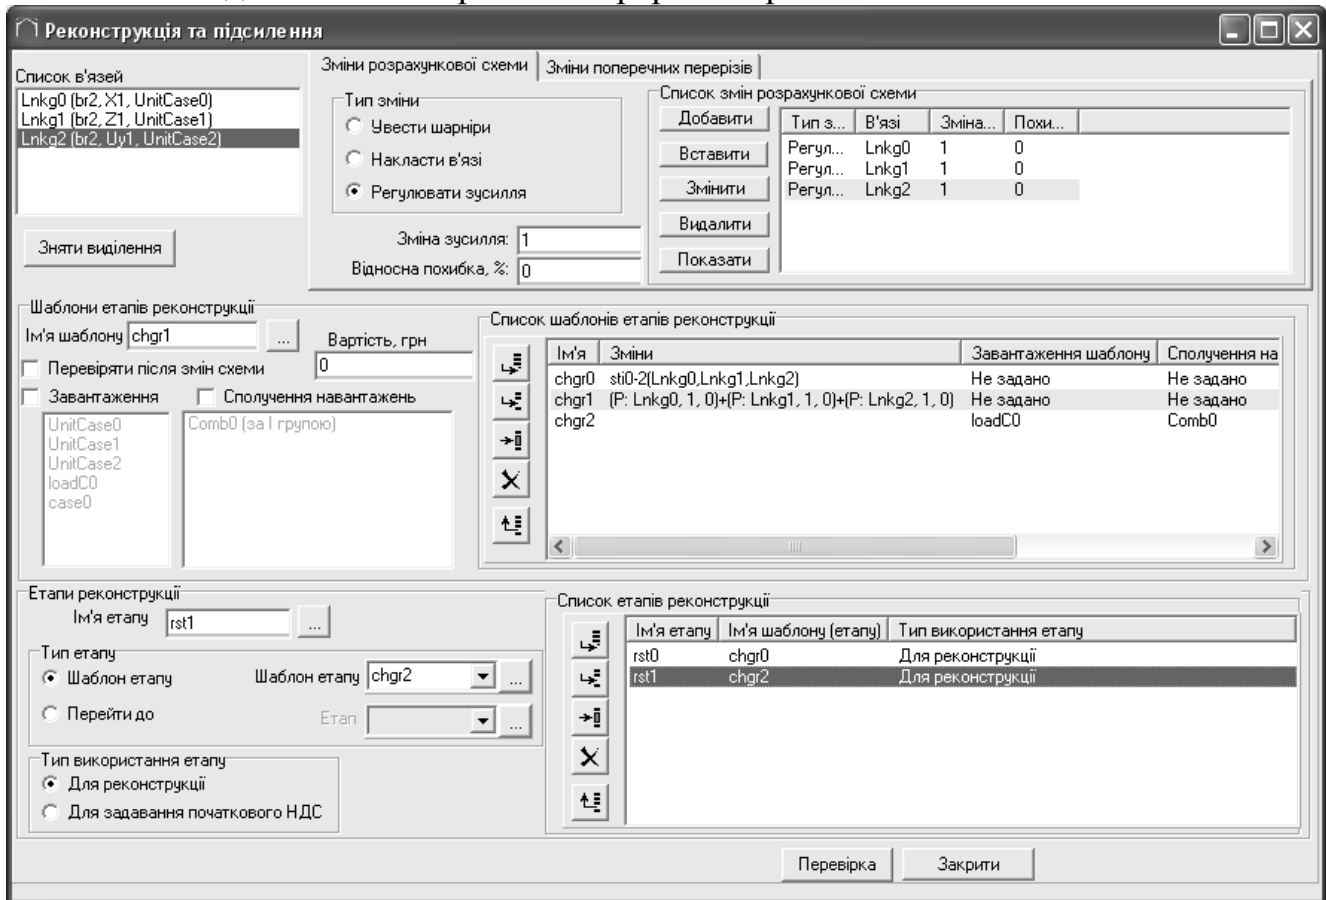 Реконструкція та підсилення
Список в'язей
Lnkg0 (br2, X1, UnitCase0)
Lnkg1 (br2, Z1, UnitCase1)
Lnkg2 (br2, Uy1, UnitCase2)
Зняти виділення
Зміни розрахункової схеми
Зміни поперечних перерізів
Тип зміни
Увести шарніри
Накласти в'язі
Регулювати зусилля
Зміна зусилля: 1
Відносна похибка, %: 0
Список змін розрахункової схеми
Добавити
Вставити
Змінити
Видалити
Показати
Тип з... В'язі Зміна... Похи...
Регул... Lnkg0 1 0
Регул... Lnkg1 1 0
Регул... Lnkg2 1 0
Шаблони етапів реконструкції
Ім'я шаблону chgr1 ...
Вартість, грн
0
Перевіряти після змін схеми
Завантаження
Сполучення навантажень
UnitCase0
UnitCase1
UnitCase2
loadC0
case0
Comb0 (за I групою)
Список шаблонів етапів реконструкції
Ім'я Зміни Завантаження шаблону Сполучення на
chgr0 sti0-2(Lnkg0,Lnkg1,Lnkg2) Не задано Не задано
chgr1 (P: Lnkg0, 1, 0)+(P: Lnkg1, 1, 0)+(P: Lnkg2, 1, 0) Не задано Не задано
chgr2 loadC0 Comb0
Етапи реконструкції
Ім'я етапу rst1 ...
Тип етапу
Шаблон етапу Шаблон етапу chgr2 ...
Перейти до Етап ...
Тип використання етапу
Для реконструкції
Для задавання початкового НДС
Список етапів реконструкції
Ім'я етапу Ім'я шаблону (етапу) Тип використання етапу
rst0 chgr0 Для реконструкції
rst1 chgr2 Для реконструкції
Перевірка
Закрити